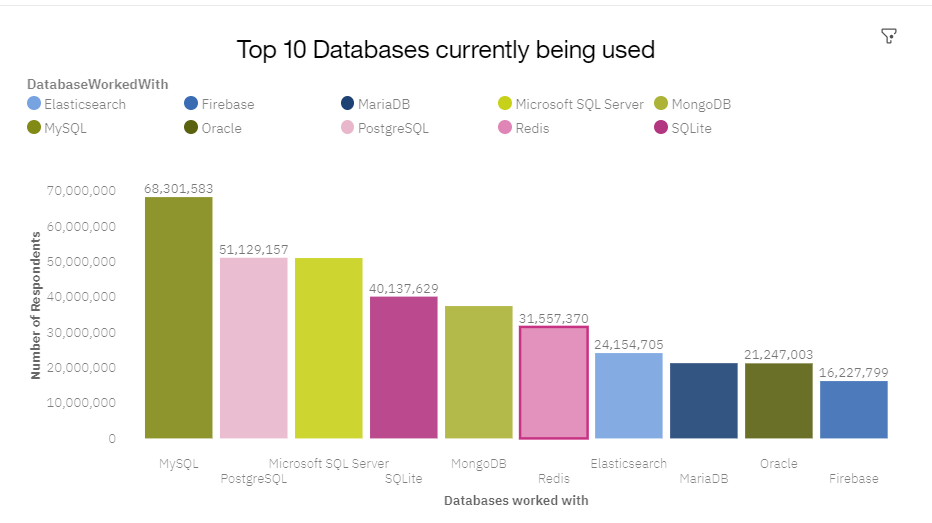 Top 10 Databases currently being used
DatabaseWorkedWith
Elasticsearch Firebase MariaDB Microsoft SQL Server MongoDB
MySQL Oracle PostgreSQL Redis SQLite
70,000,000
60,000,000
50,000,000
40,000,000
30,000,000
20,000,000
10,000,000
0
Number of Respondents
68,301,583
51,129,157
40,137,629
31,557,370
24,154,705
21,247,003
16,227,799
MySQL Microsoft SQL Server MongoDB Elasticsearch Oracle
PostgreSQL SQLite Redis MariaDB Firebase
Databases worked with